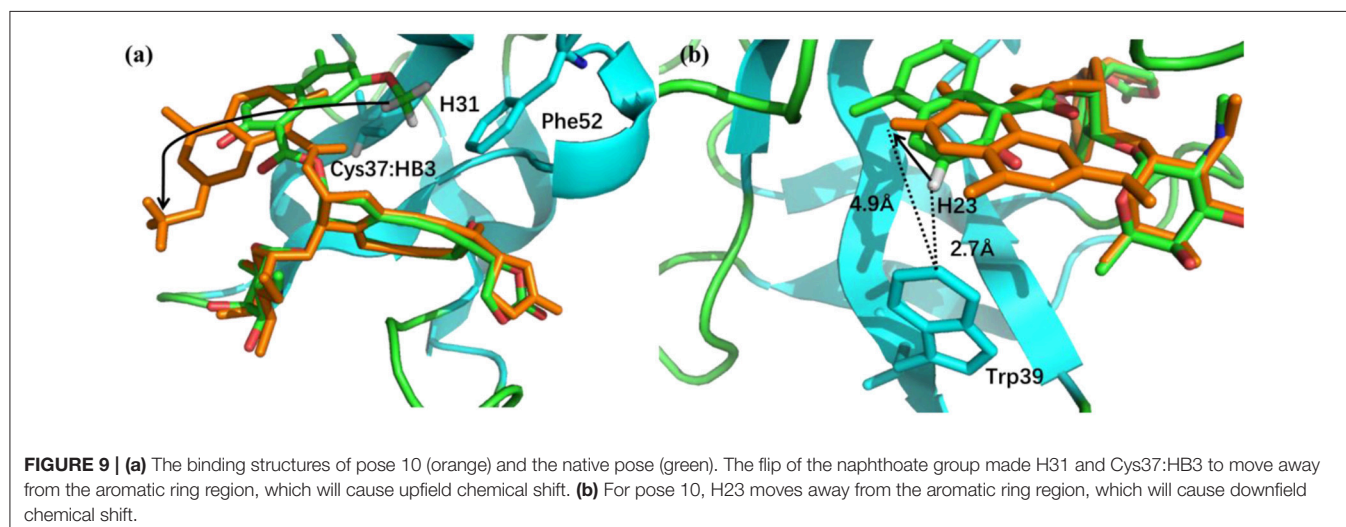 (a)
(b)
H31
Phe52
Cys37:HB3
4.9Å
H23
2.7Å
Trp39
FIGURE 9 | (a) The binding structures of pose 10 (orange) and the native pose (green). The flip of the naphthoate group made H31 and Cys37:HB3 to move away
from the aromatic ring region, which will cause upfield chemical shift. (b) For pose 10, H23 moves away from the aromatic ring region, which will cause downfield
chemical shift.